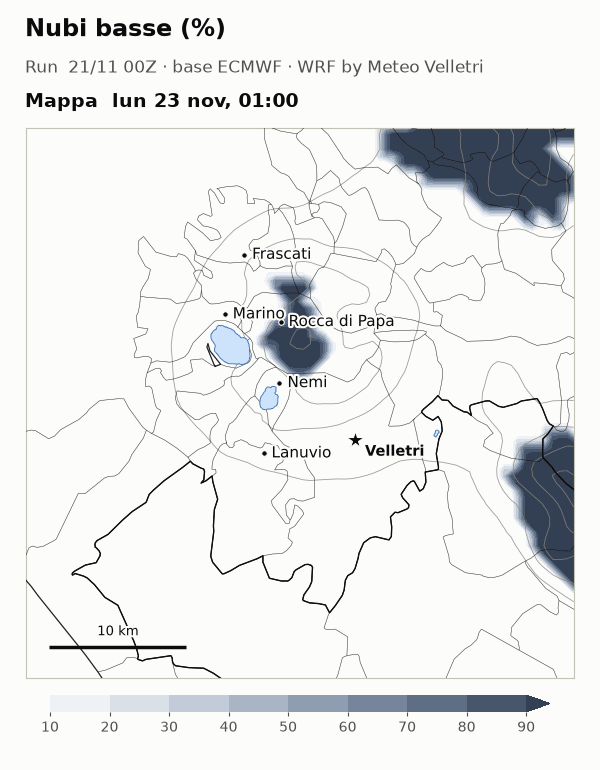 Nubi basse (%)
Run  21/11 00Z · base ECMWF · WRF by Meteo Velletri
Mappa  lun 23 nov, 01:00
Frascati
Marino
Rocca di Papa
Nemi
Velletri
Lanuvio
10 km
10 20 30 40 50 60 70 80 90